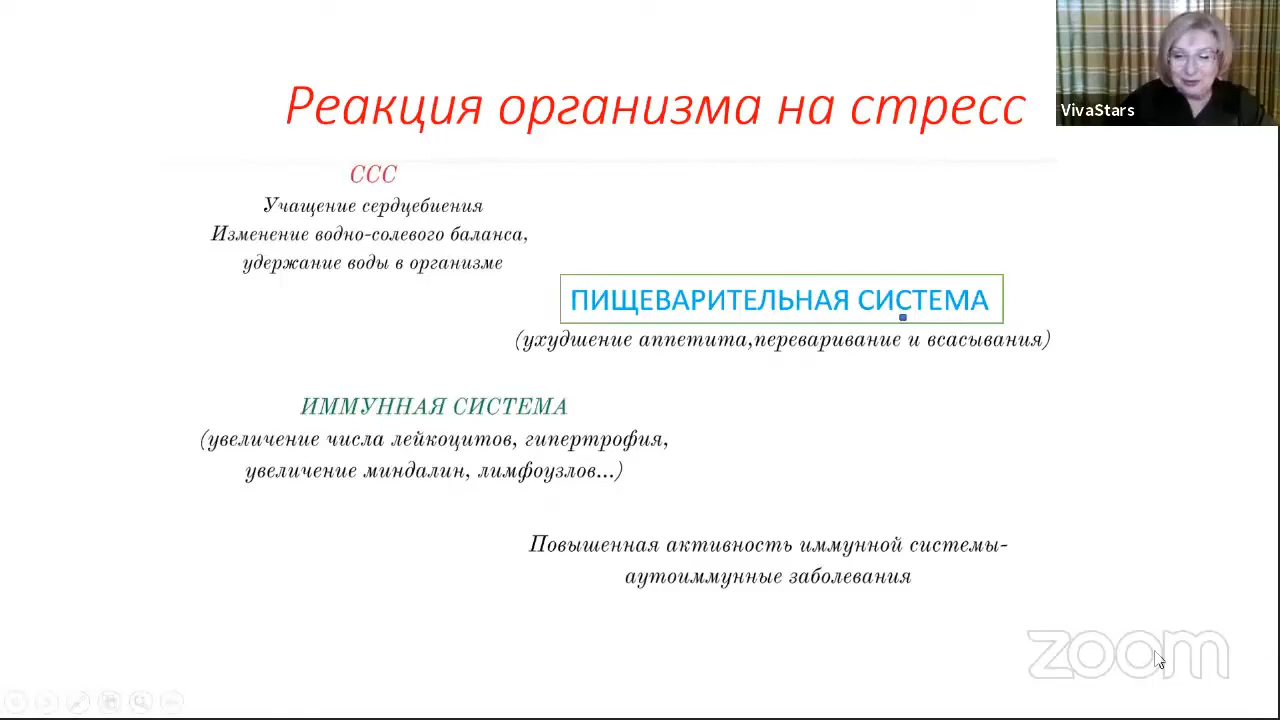 Реакция организма на стресс
VivaStars
ССС
Учащение сердцебиения
Изменение водно-солевого баланса,
удержание воды в организме
ПИЩЕВАРИТЕЛЬНАЯ СИСТЕМА
(ухудшение аппетита,переваривание и всасывания)
ИММУННАЯ СИСТЕМА
(увеличение числа лейкоцитов, гипертрофия,
увеличение миндалин, лимфоузлов...)
Повышенная активность иммунной системы-
аутоиммунные заболевания
zoom